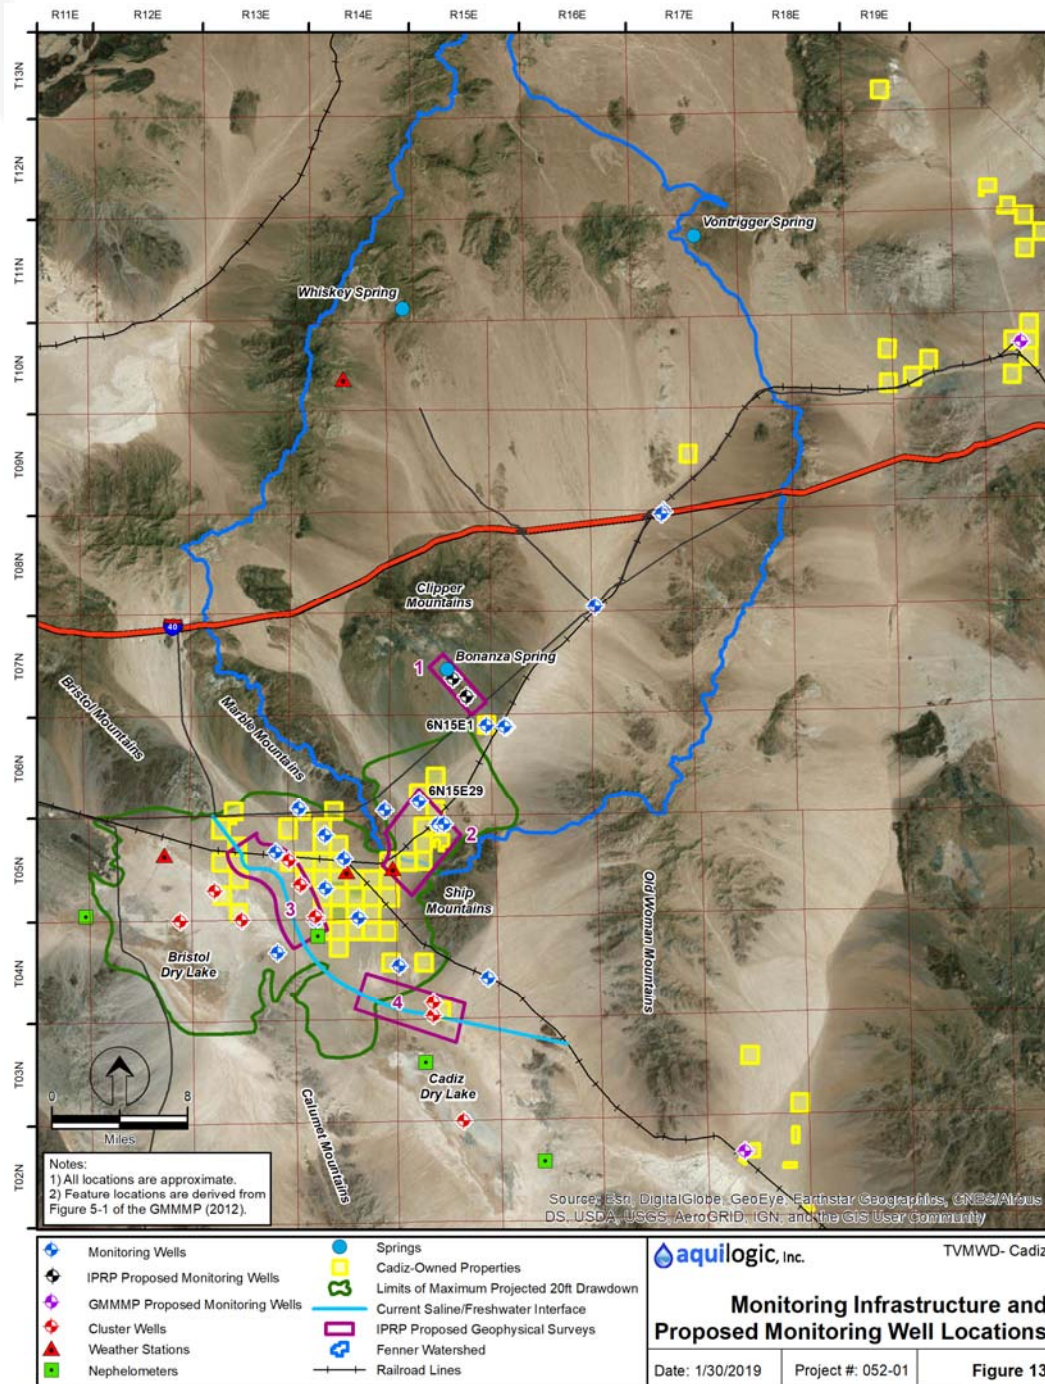 R11E R12E R13E R14E R15E R16E R17E R18E R19E
T13N
T12N
T11N
T10N
T09N
T08N
T07N
T06N
T05N
T04N
T03N
T02N
Vontrigger Spring
Whiskey Spring
Clipper
Mountains
40
1
Bonanza Spring
Bristol Mountains
Marble Mountains
6N15E1
6N15E29
2
Ship
Mountains
Old Woman Mountains
3
Bristol
Dry Lake
4
Cadiz
Dry Lake
Calumet Mountains
0 8
Miles
Notes:
1) All locations are approximate.
2) Feature locations are derived from
Figure 5-1 of the GMMMP (2012).
Source: Esri, DigitalGlobe, GeoEye, Earthstar Geographics, CNES/Airbus
DS, USDA, USGS, AeroGRID, IGN, and the GIS User Community
Monitoring Wells
IPRP Proposed Monitoring Wells
GMMMP Proposed Monitoring Wells
Cluster Wells
Weather Stations
Nephelometers
Springs
Cadiz-Owned Properties
Limits of Maximum Projected 20ft Drawdown
Current Saline/Freshwater Interface
IPRP Proposed Geophysical Surveys
Fenner Watershed
Railroad Lines
aquilogic, Inc.
TVMWD- Cadiz
Monitoring Infrastructure and
Proposed Monitoring Well Locations
Date: 1/30/2019
Project #: 052-01
Figure 13